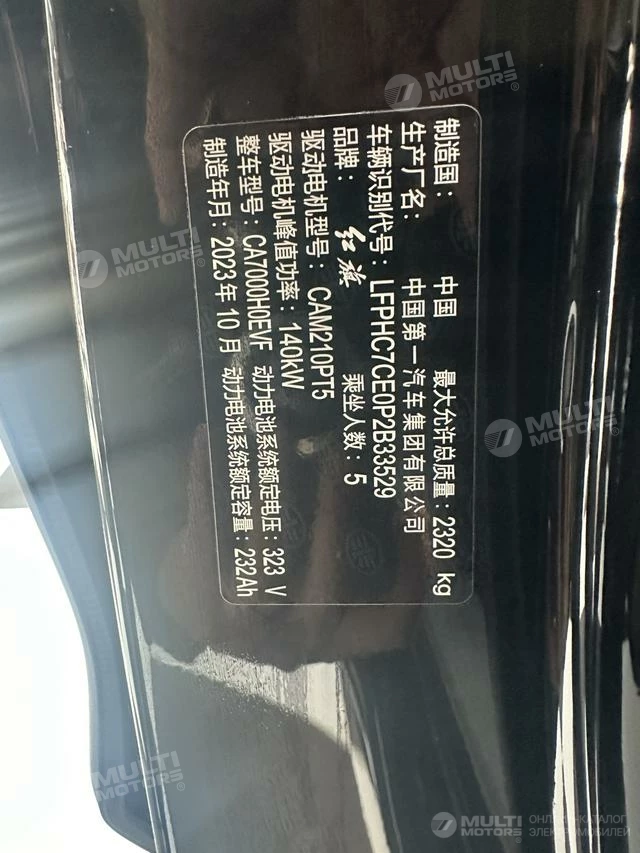 制造国： 中国 最大允许总质量：2320 kg
生产厂名： 中国第一汽车集团有限公司
车辆识别代号：LFPHC7CE0P2B33529
品牌： 红旗 乘坐人数：5
驱动电机型号：CAM210PT5
驱动电机峰值功率：140kW
整车型号：CA7000H0EVF 动力电池系统额定电压：323 V
制造年月：2023年10月 动力电池系统额定容量：232Ah
MULTI
MOTORS®
MULTI
MOTORS®
MULTI
MOTORS®
MULTI
MOTORS®
MULTI
MOTORS®
ОНЛАЙН-КАТАЛОГ
ЭЛЕКТРОМОБИЛЕЙ